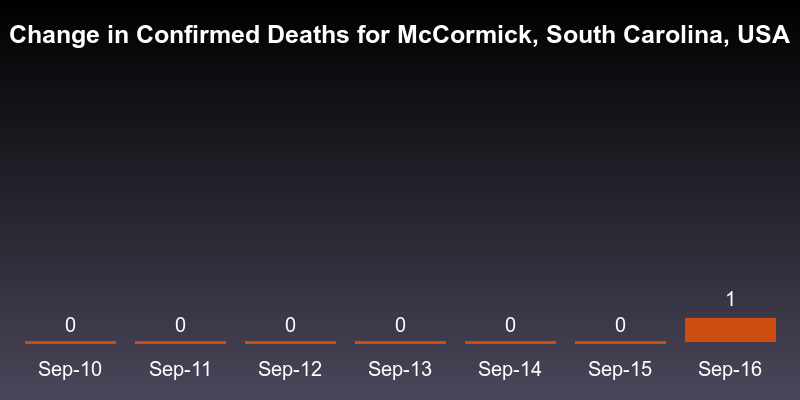 Change in Confirmed Deaths for McCormick, South Carolina, USA
0 0 0 0 0 0 1
Sep-10 Sep-11 Sep-12 Sep-13 Sep-14 Sep-15 Sep-16